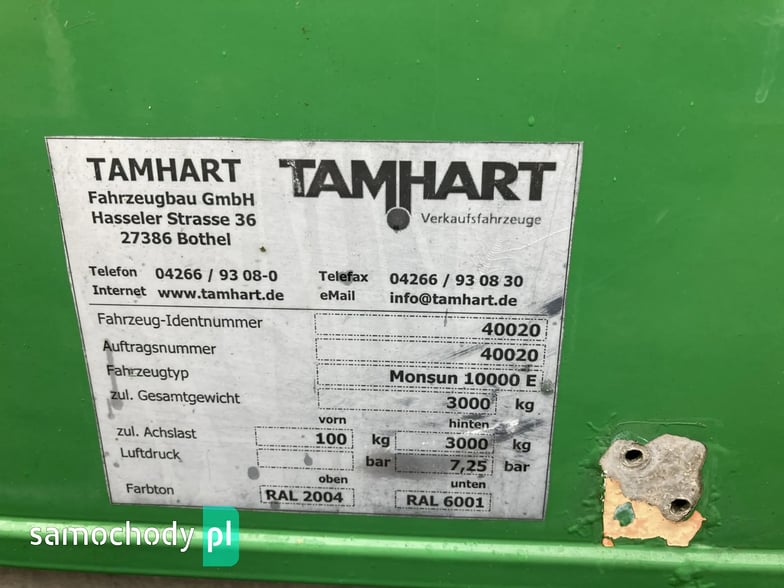 TAMHART
Fahrzeugbau GmbH
Hasseler Strasse 36
27386 Bothel
TAMHART
Verkaufsfahrzeuge
Telefon 04266 / 93 08-0 Telefax 04266 / 93 08 30
Internet www.tamhart.de eMail info@tamhart.de
Fahrzeug-Identnummer 40020
Auftragsnummer 40020
Fahrzeugtyp Monsun 10000 E
zul. Gesamtgewicht 3000 kg
vorn hinten
zul. Achslast 100 kg 3000 kg
Luftdruck bar 7,25 bar
oben unten
Farbton RAL 2004 RAL 6001
samochody pl